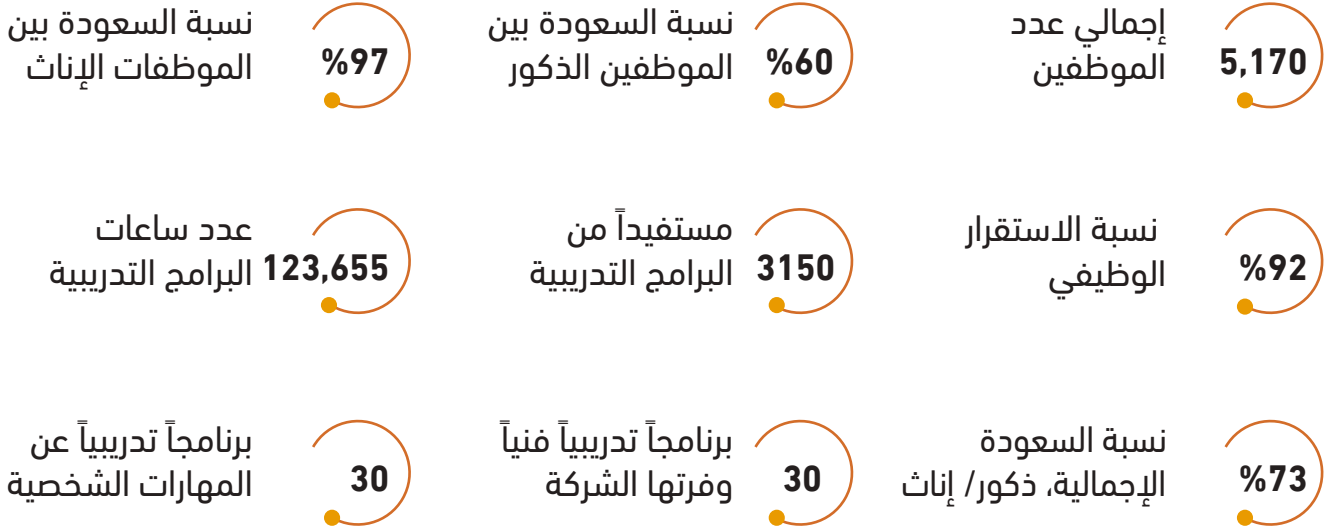 5,170
إجمالي عدد
الموظفين
%60
نسبة السعودة بين
الموظفين الذكور
%97
نسبة السعودة بين
الموظفات الإناث
%92
نسبة الاستقرار
الوظيفي
3150
مستفيداً من
البرامج التدريبية
123,655
عدد ساعات
البرامج التدريبية
%73
نسبة السعودة
الإجمالية، ذكور/ إناث
30
برنامجاً تدريبياً فنياً
وفرتها الشركة
30
برنامجاً تدريبياً عن
المهارات الشخصية